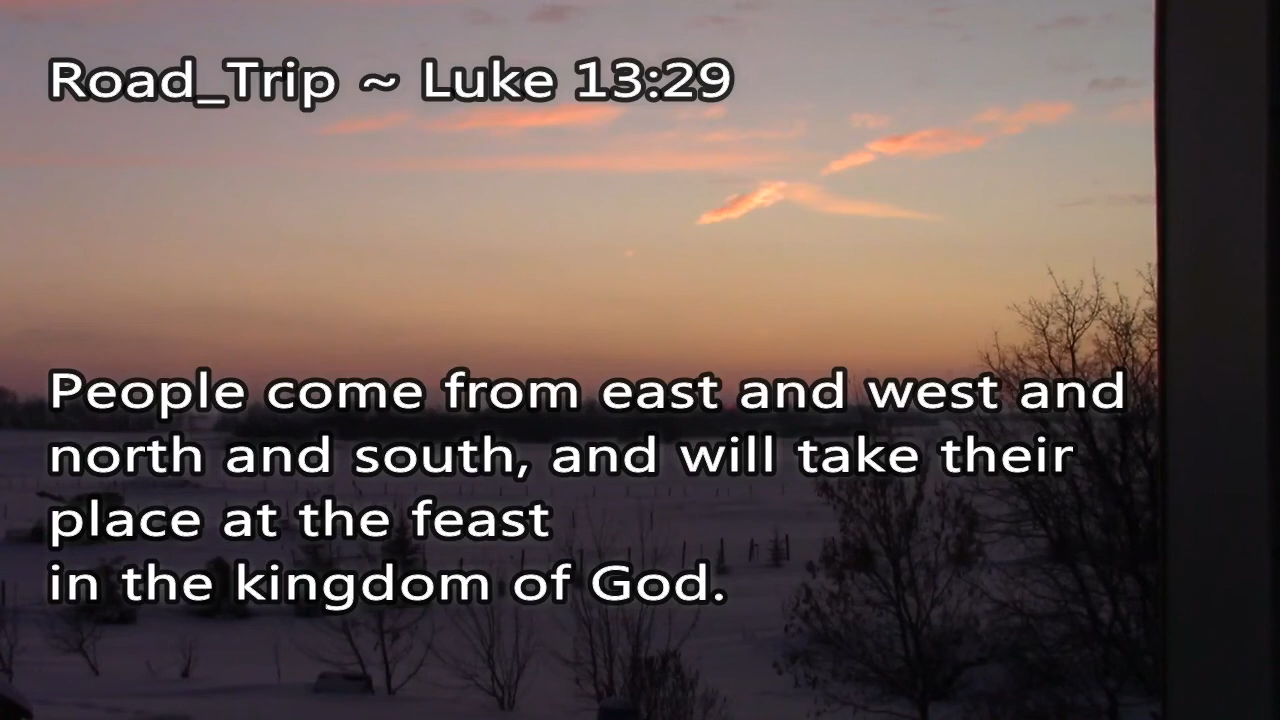 Road_Trip ~ Luke 13:29
People come from east and west and
north and south, and will take their
place at the feast
in the kingdom of God.